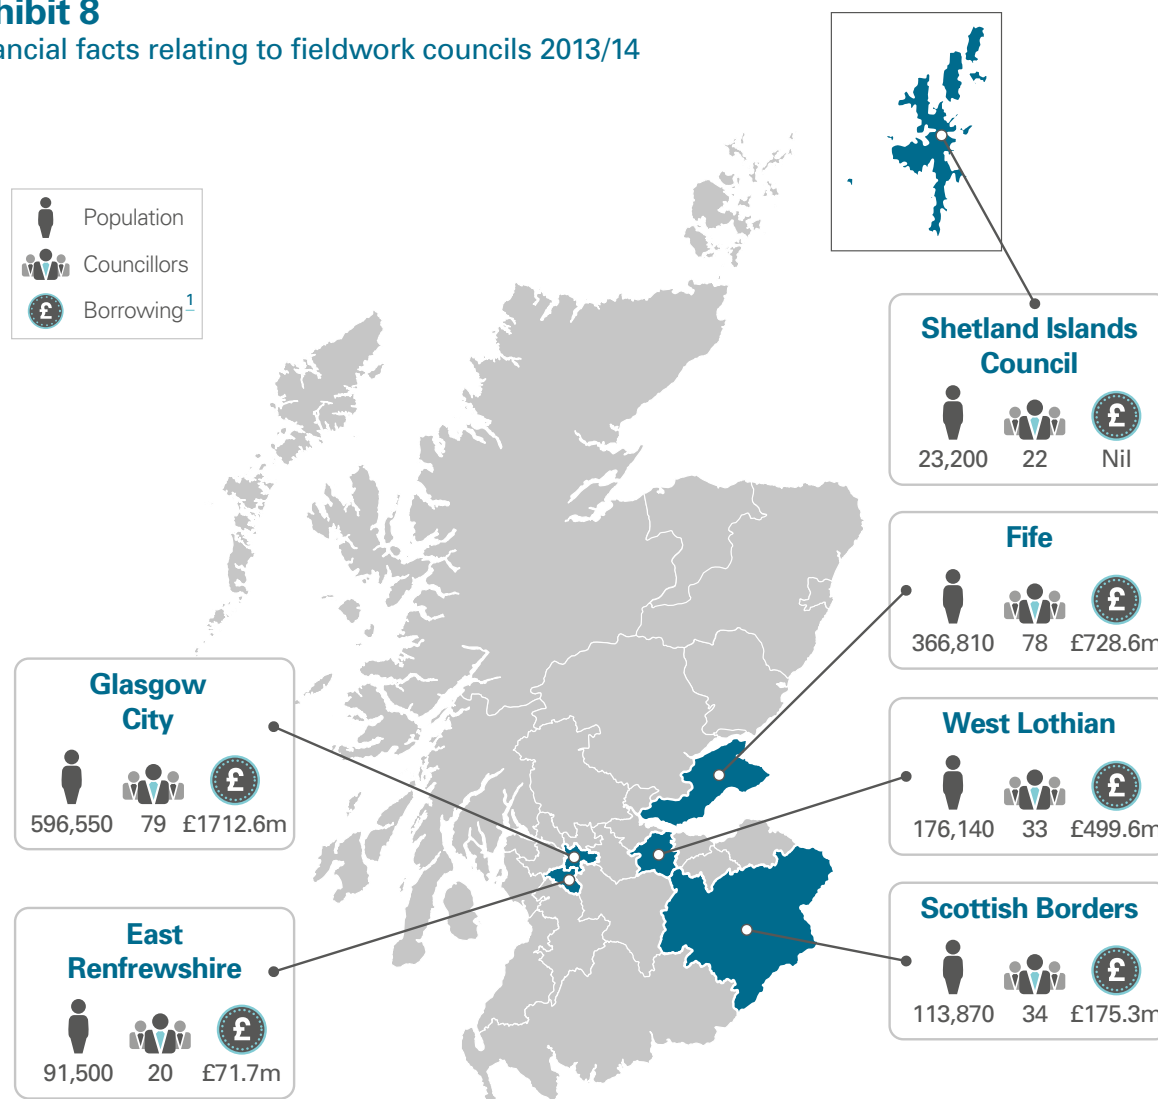 hibit 8
ancial facts relating to fieldwork councils 2013/14
Population
Councillors
Borrowing1
Shetland Islands
Council
£
23,200 22 Nil
Fife
£
366,810 78 £728.6m
Glasgow
City
£
596,550 79 £1712.6m
West Lothian
£
176,140 33 £499.6m
Scottish Borders
£
113,870 34 £175.3m
East
Renfrewshire
£
91,500 20 £71.7m